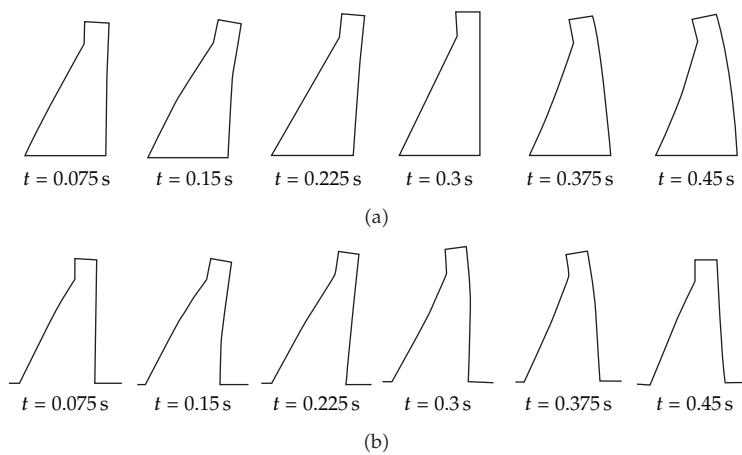 t = 0.075 s t = 0.15 s t = 0.225 s t = 0.3 s t = 0.375 s t = 0.45 s
(a)
t = 0.075 s t = 0.15 s t = 0.225 s t = 0.3 s t = 0.375 s t = 0.45 s
(b)